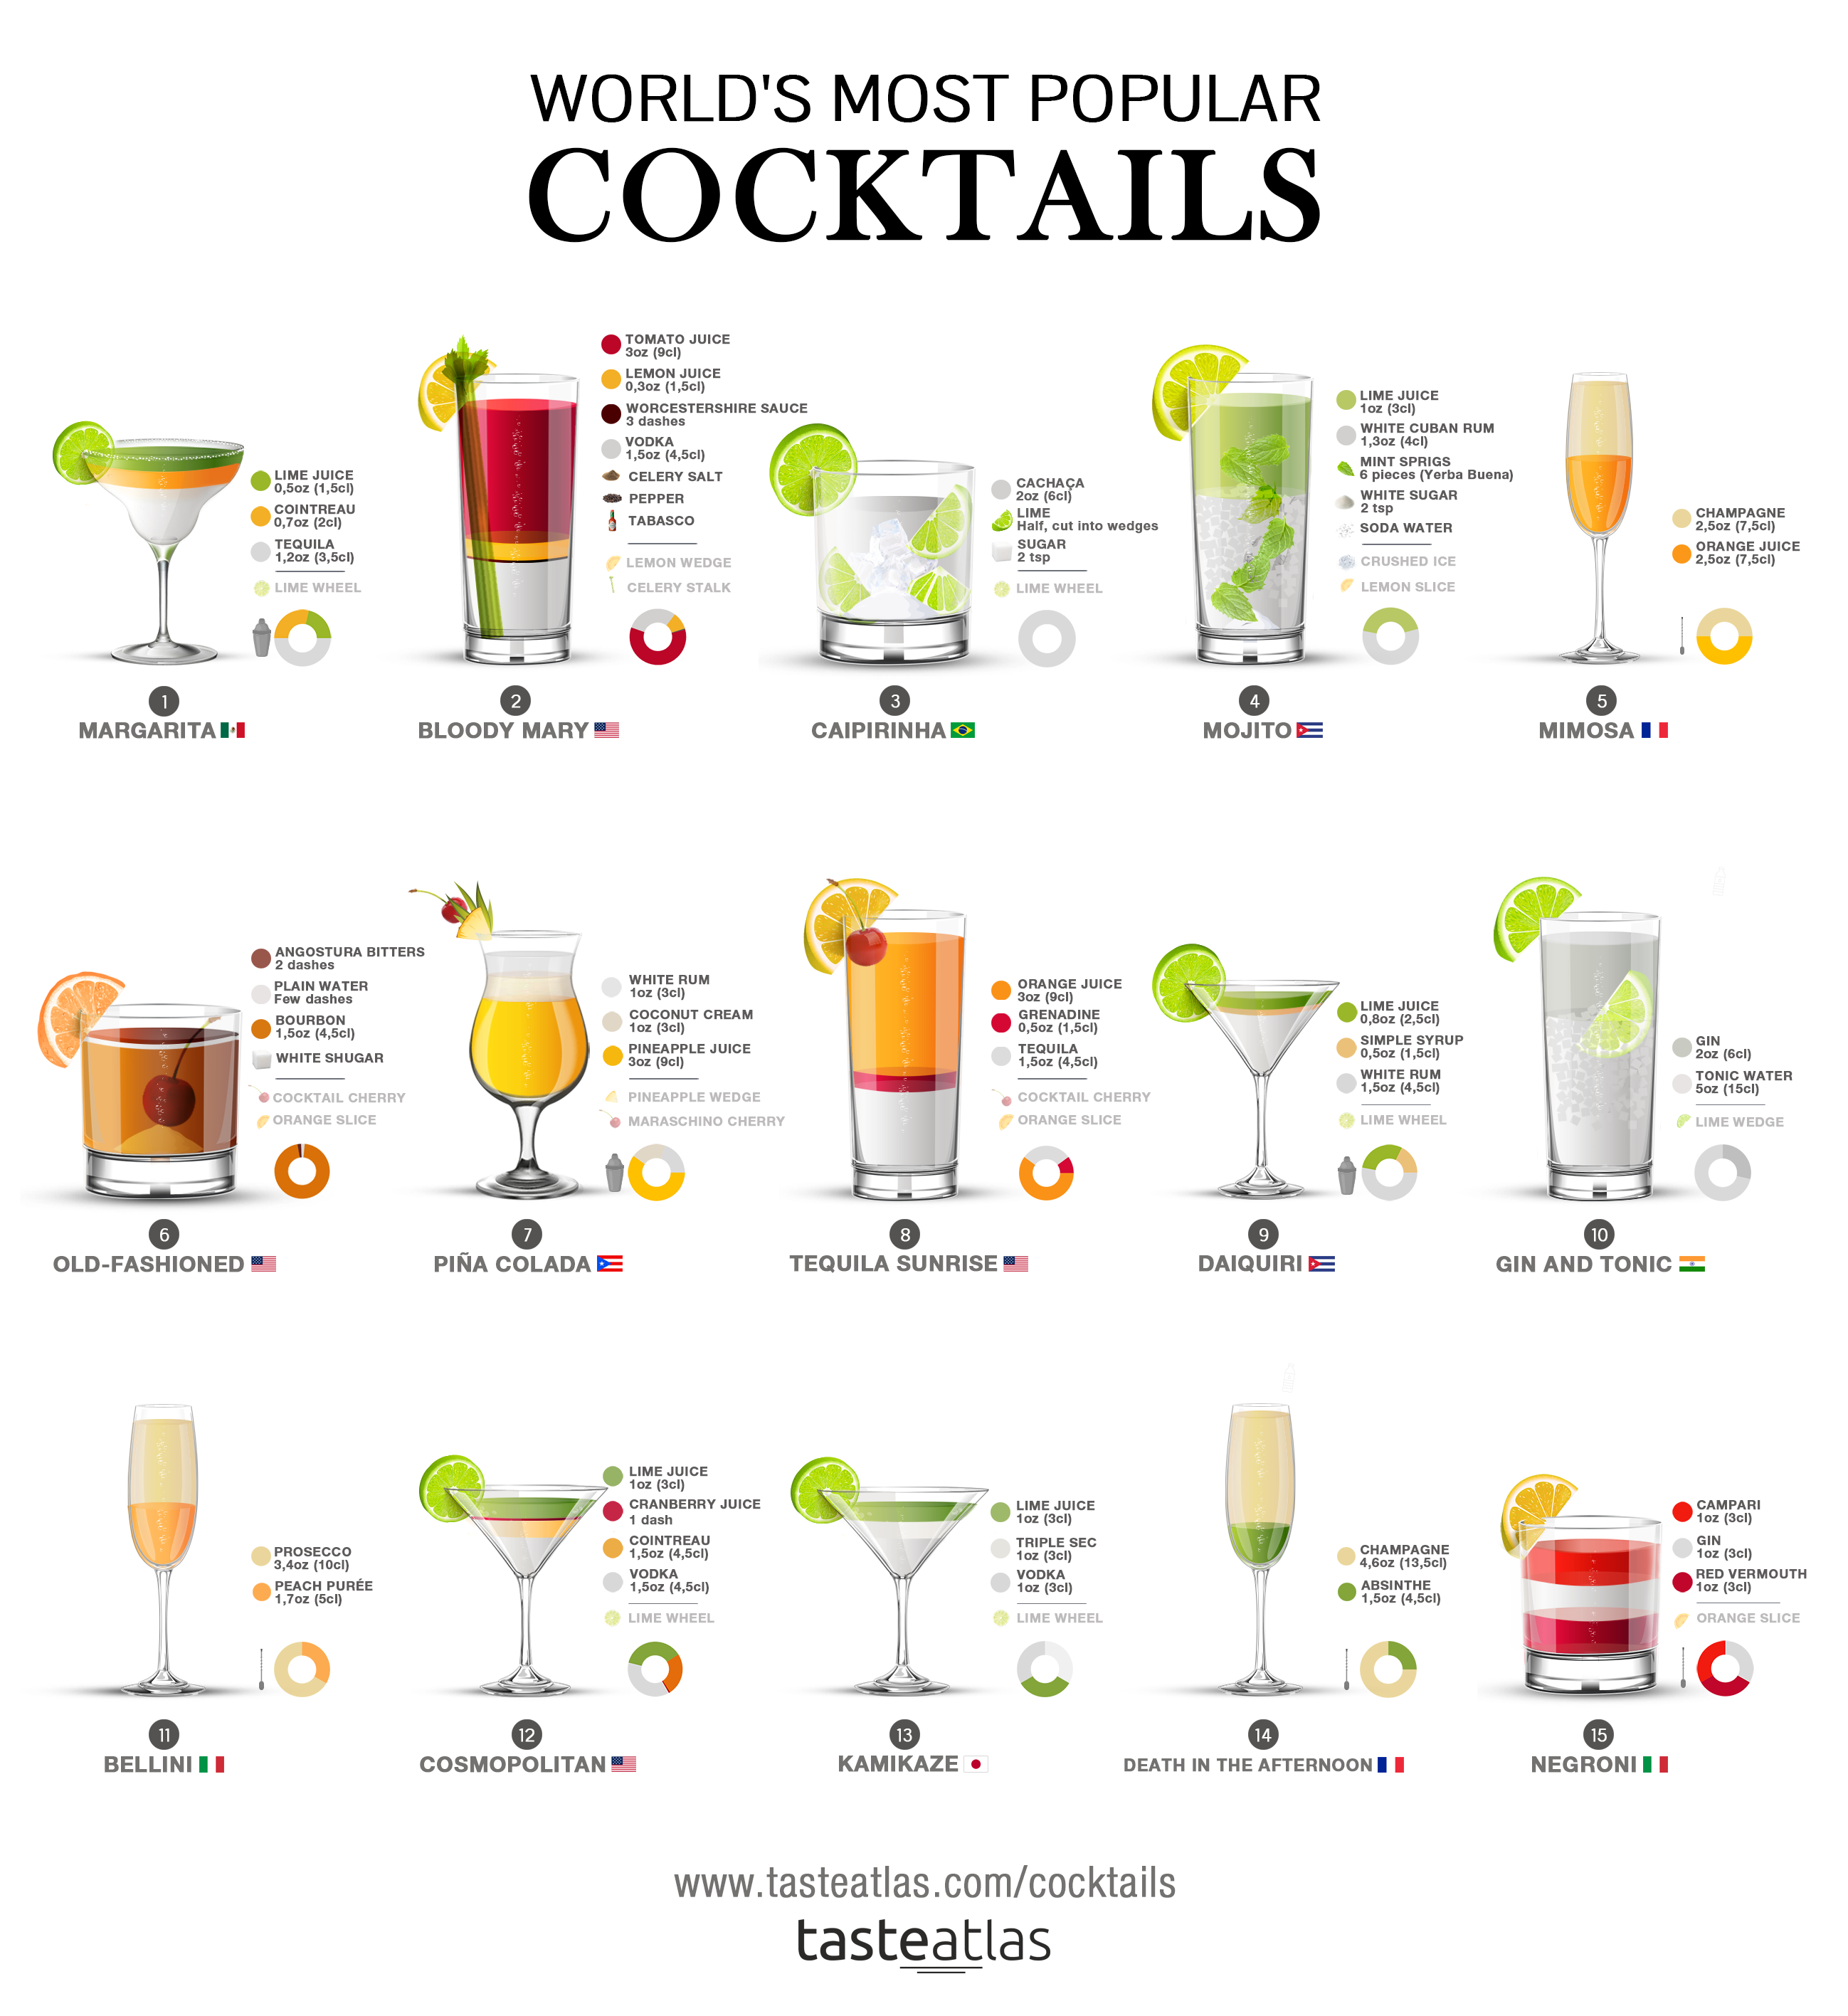 WORLD'S MOST POPULAR
COCKTAILS
LIME JUICE
0,5oz (1,5cl)
COINTREAU
0,7oz (2cl)
TEQUILA
1,2oz (3,5cl)
LIME WHEEL
1
MARGARITA
TOMATO JUICE
3oz (9cl)
LEMON JUICE
0,3oz (1,5cl)
WORCESTERSHIRE SAUCE
3 dashes
VODKA
1,5oz (4,5cl)
CELERY SALT
PEPPER
TABASCO
LEMON WEDGE
CELERY STALK
2
BLOODY MARY
CACHAÇA
2oz (6cl)
LIME
Half, cut into wedges
SUGAR
2 tsp
LIME WHEEL
3
CAIPIRINHA
LIME JUICE
1oz (3cl)
WHITE CUBAN RUM
1,3oz (4cl)
MINT SPRIGS
6 pieces (Yerba Buena)
WHITE SUGAR
2 tsp
SODA WATER
CRUSHED ICE
LEMON SLICE
4
MOJITO
CHAMPAGNE
2,5oz (7,5cl)
ORANGE JUICE
2,5oz (7,5cl)
5
MIMOSA
ANGOSTURA BITTERS
2 dashes
PLAIN WATER
Few dashes
BOURBON
1,5oz (4,5cl)
WHITE SHUGAR
COCKTAIL CHERRY
ORANGE SLICE
6
OLD-FASHIONED
WHITE RUM
1oz (3cl)
COCONUT CREAM
1oz (3cl)
PINEAPPLE JUICE
3oz (9cl)
PINEAPPLE WEDGE
MARASCHINO CHERRY
7
PIÑA COLADA
ORANGE JUICE
3oz (9cl)
GRENADINE
0,5oz (1,5cl)
TEQUILA
1,5oz (4,5cl)
COCKTAIL CHERRY
ORANGE SLICE
8
TEQUILA SUNRISE
LIME JUICE
0,8oz (2,5cl)
SIMPLE SYRUP
0,5oz (1,5cl)
WHITE RUM
1,5oz (4,5cl)
LIME WHEEL
9
DAIQUIRI
GIN
2oz (6cl)
TONIC WATER
5oz (15cl)
LIME WEDGE
10
GIN AND TONIC
PROSECCO
3,4oz (10cl)
PEACH PURÉE
1,7oz (5cl)
11
BELLINI
LIME JUICE
1oz (3cl)
CRANBERRY JUICE
1 dash
COINTREAU
1,5oz (4,5cl)
VODKA
1,5oz (4,5cl)
LIME WHEEL
12
COSMOPOLITAN
LIME JUICE
1oz (3cl)
TRIPLE SEC
1oz (3cl)
VODKA
1oz (3cl)
LIME WHEEL
13
KAMIKAZE
CHAMPAGNE
4,6oz (13,5cl)
ABSINTHE
1,5oz (4,5cl)
14
DEATH IN THE AFTERNOON
CAMPARI
1oz (3cl)
GIN
1oz (3cl)
RED VERMOUTH
1oz (3cl)
ORANGE SLICE
15
NEGRONI
www.tasteatlas.com/cocktails
tasteatlas